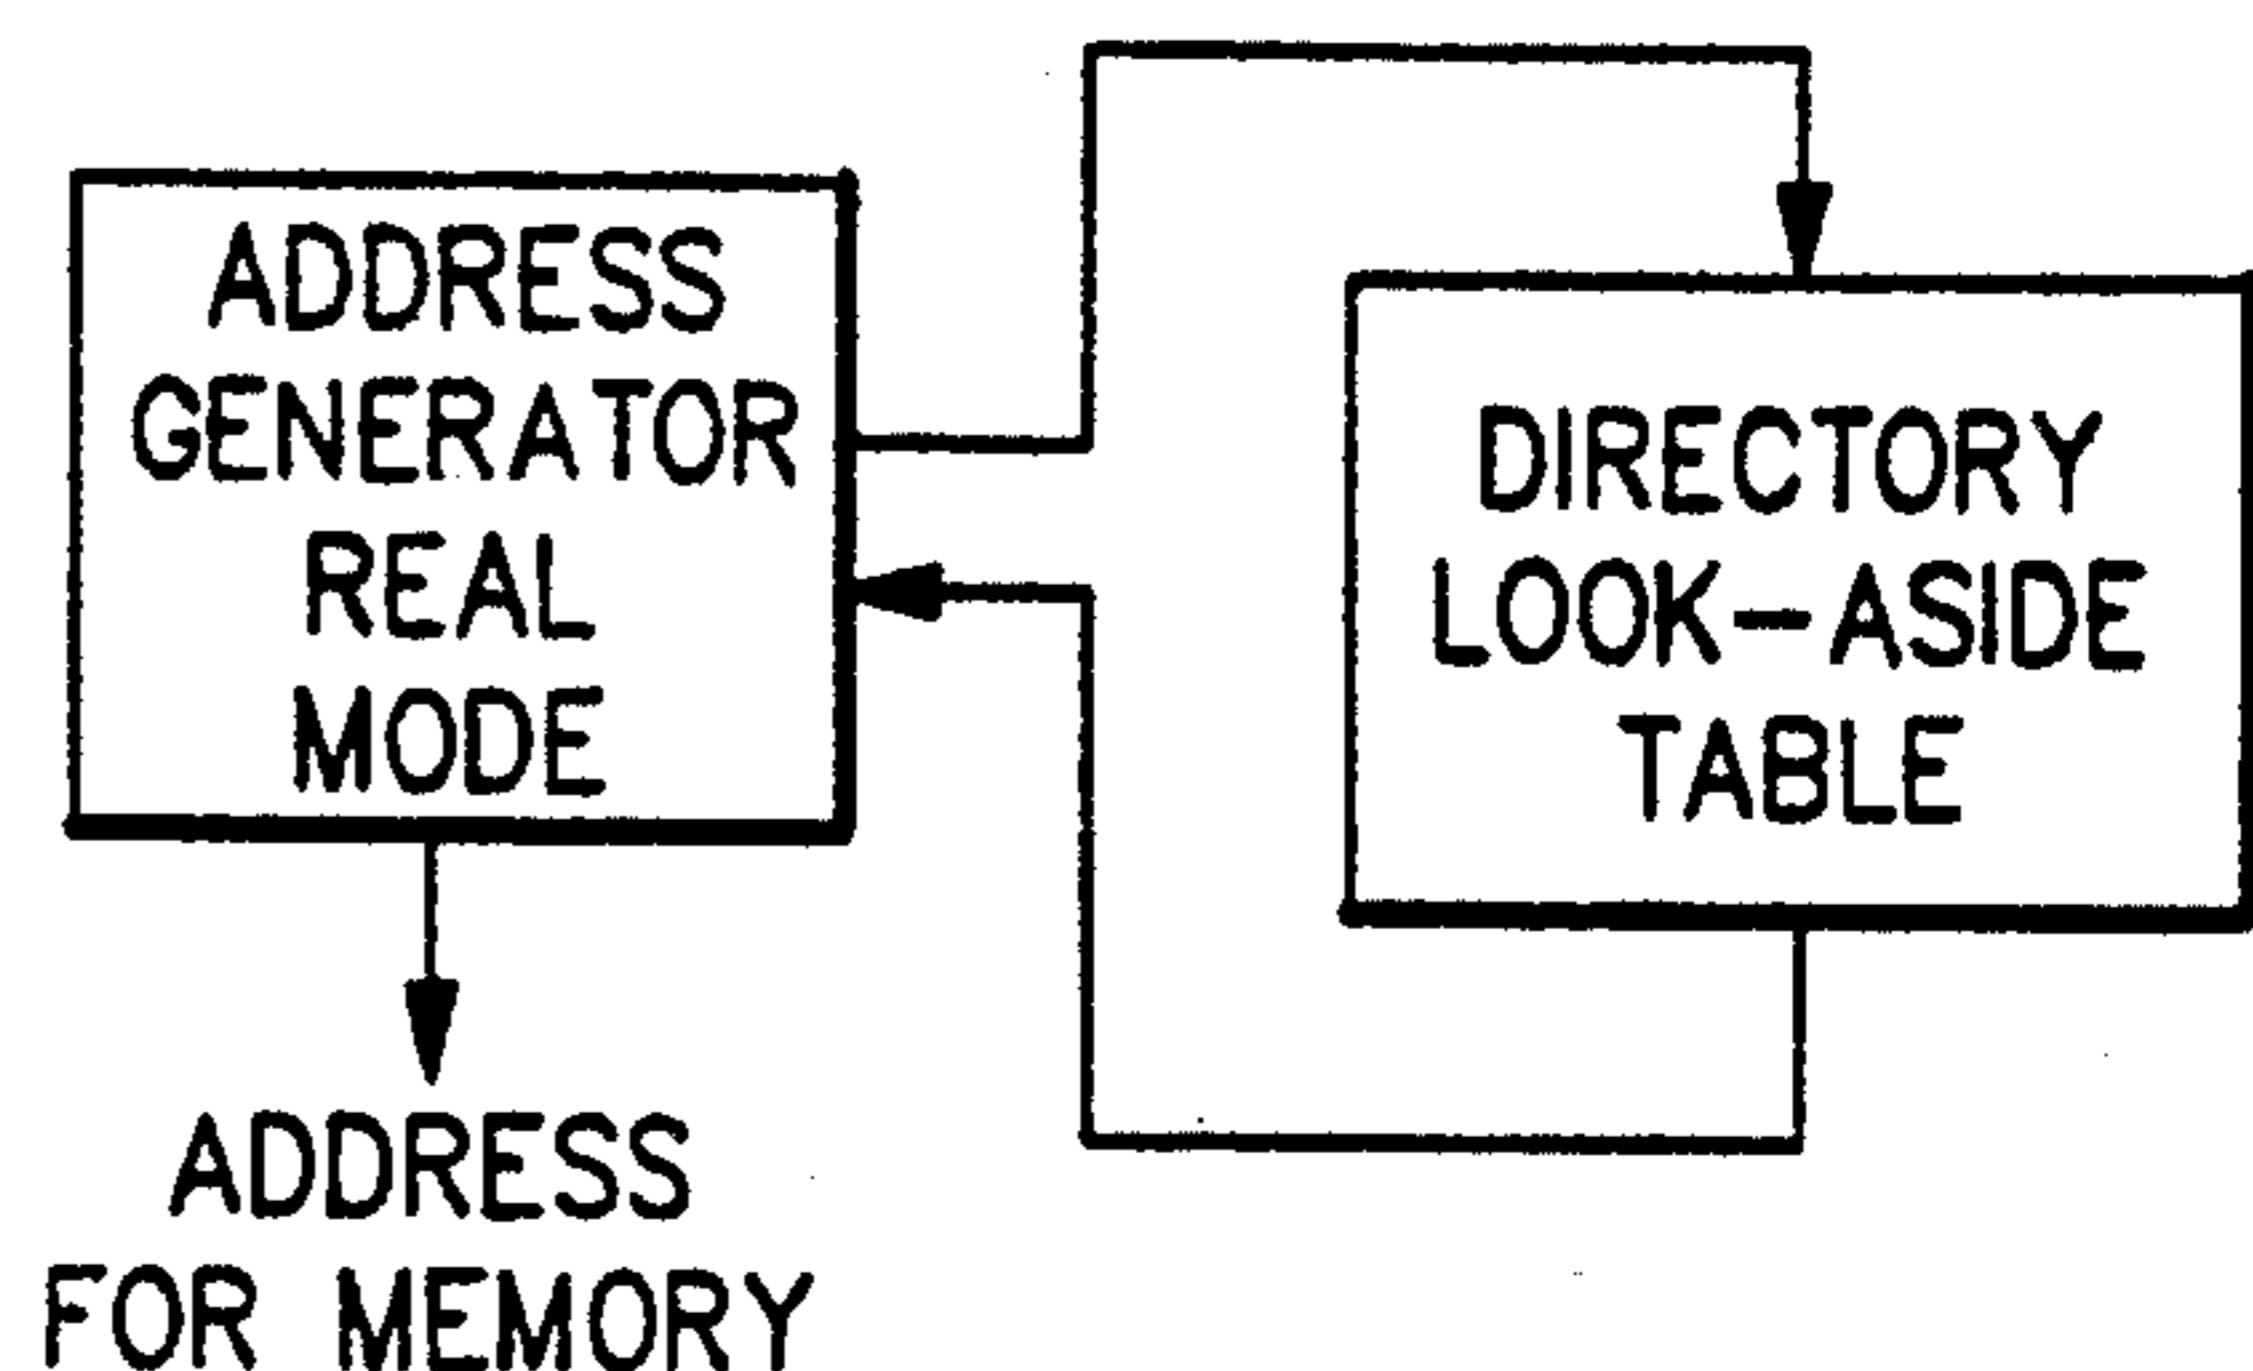 ADDRESS
GENERATOR
REAL
MODE
DIRECTORY
LOOK-ASIDE
TABLE
ADDRESS
FOR MEMORY